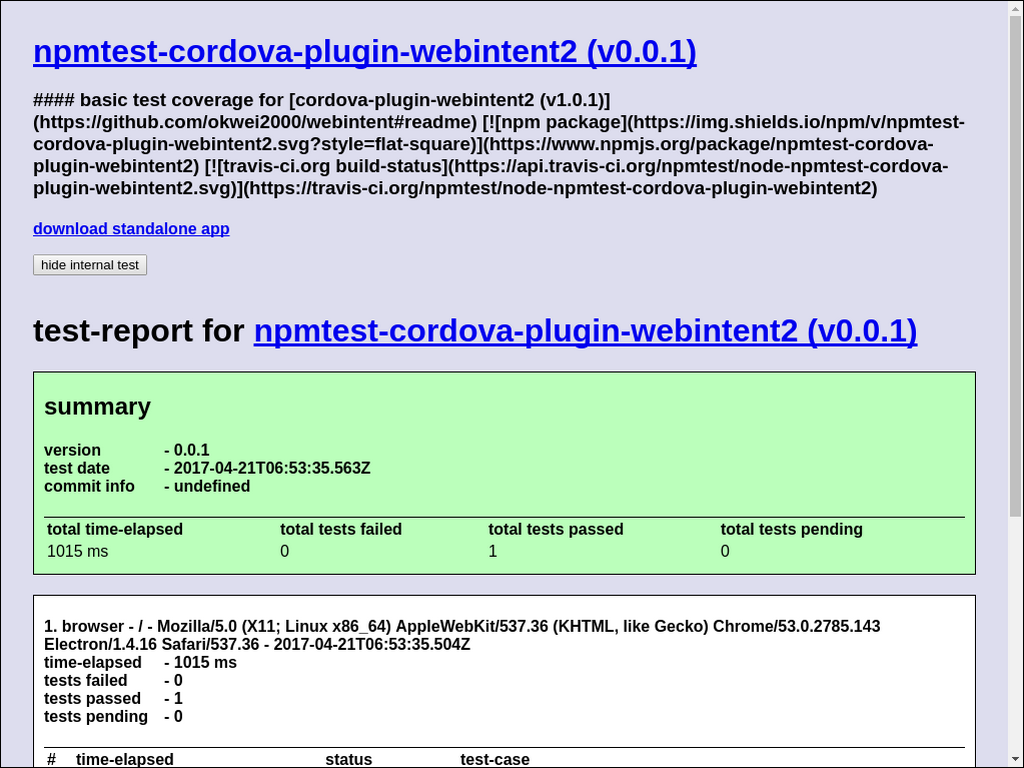 npmtest-cordova-plugin-webintent2 (v0.0.1)
#### basic test coverage for [cordova-plugin-webintent2 (v1.0.1)]
(https://github.com/okwei2000/webintent#readme) [![npm package](https://img.shields.io/npm/v/npmtest-
cordova-plugin-webintent2.svg?style=flat-square)](https://www.npmjs.org/package/npmtest-cordova-
plugin-webintent2) [![travis-ci.org build-status](https://api.travis-ci.org/npmtest/node-npmtest-cordova-
plugin-webintent2.svg)](https://travis-ci.org/npmtest/node-npmtest-cordova-plugin-webintent2)
download standalone app
hide internal test
test-report for npmtest-cordova-plugin-webintent2 (v0.0.1)
summary
version - 0.0.1
test date - 2017-04-21T06:53:35.563Z
commit info - undefined
total time-elapsed total tests failed total tests passed total tests pending
1015 ms 0 1 0
1. browser - / - Mozilla/5.0 (X11; Linux x86_64) AppleWebKit/537.36 (KHTML, like Gecko) Chrome/53.0.2785.143
Electron/1.4.16 Safari/537.36 - 2017-04-21T06:53:35.504Z
time-elapsed - 1015 ms
tests failed - 0
tests passed - 1
tests pending - 0
# time-elapsed status test-case